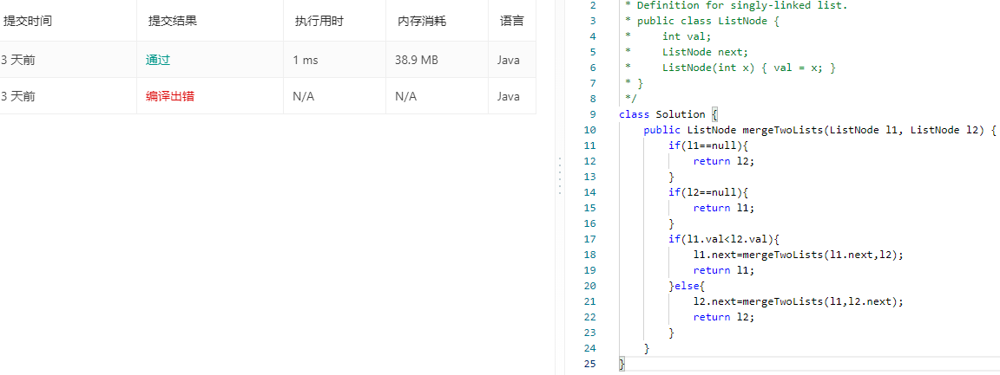 提交时间 提交结果 执行用时 内存消耗 语言
3 天前 通过 1 ms 38.9 MB Java
3 天前 编译出错 N/A N/A Java
2 * Definition for singly-linked list.
3 * public class ListNode {
4 *     int val;
5 *     ListNode next;
6 *     ListNode(int x) { val = x; }
7 * }
8 */
9 class Solution {
10     public ListNode mergeTwoLists(ListNode l1, ListNode l2) {
11         if(l1==null){
12             return l2;
13         }
14         if(l2==null){
15             return l1;
16         }
17         if(l1.val<l2.val){
18             l1.next=mergeTwoLists(l1.next,l2);
19             return l1;
20         }else{
21             l2.next=mergeTwoLists(l1,l2.next);
22             return l2;
23         }
24     }
25 }